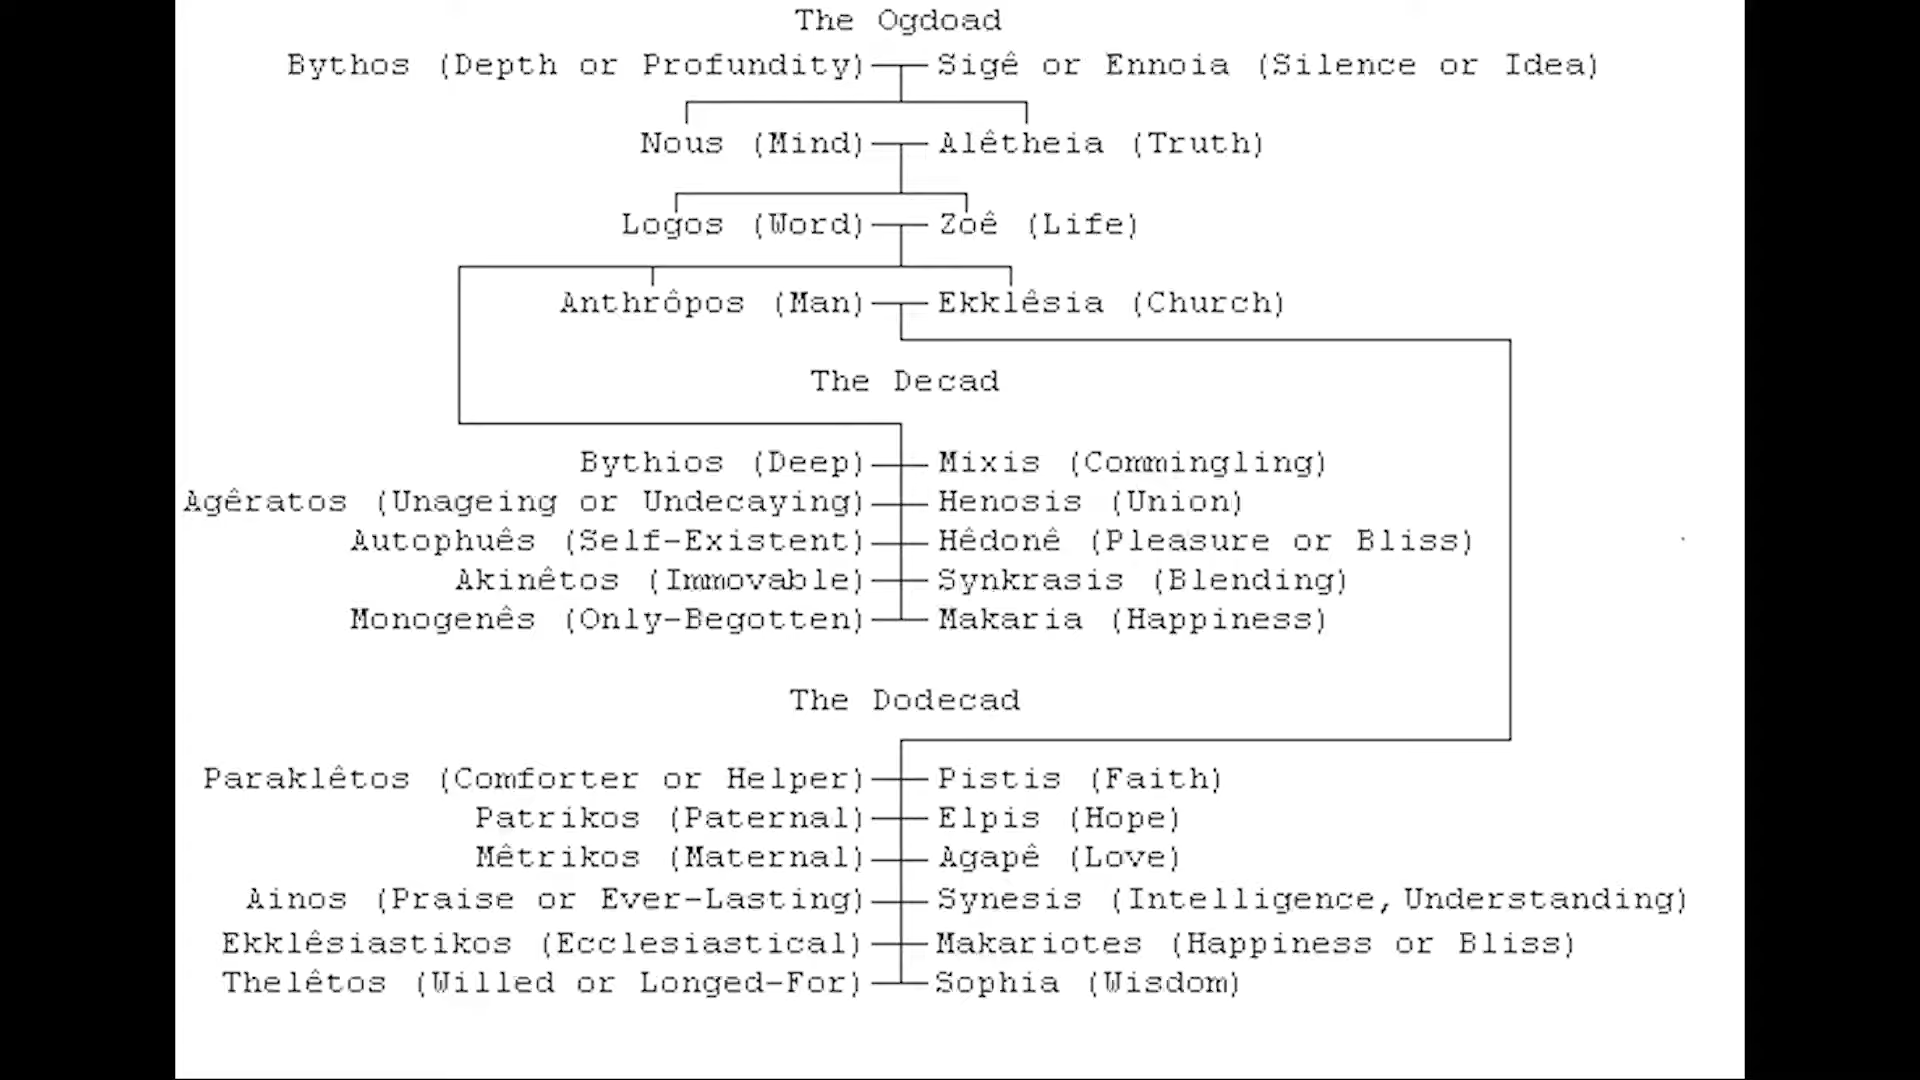 The Ogdoad
Bythos (Depth or Profundity) Sigê or Ennoia (Silence or Idea)
Nous (Mind) Alêtheia (Truth)
Logos (Word) Zoê (Life)
Anthrôpos (Man) Ekklêsia (Church)
The Decad
Bythios (Deep) Mixis (Commingling)
Agêratos (Unageing or Undecaying) Henosis (Union)
Autophuês (Self-Existent) Hêdonê (Pleasure or Bliss)
Akinêtos (Immovable) Synkrasis (Blending)
Monogenês (Only-Begotten) Makaria (Happiness)
The Dodecad
Paraklêtos (Comforter or Helper) Pistis (Faith)
Patrikos (Paternal) Elpis (Hope)
Mêtrikos (Maternal) Agapê (Love)
Ainos (Praise or Ever-Lasting) Synesis (Intelligence, Understanding)
Ekklêsiastikos (Ecclesiastical) Makariotes (Happiness or Bliss)
Thelêtos (Willed or Longed-For) Sophia (Wisdom)